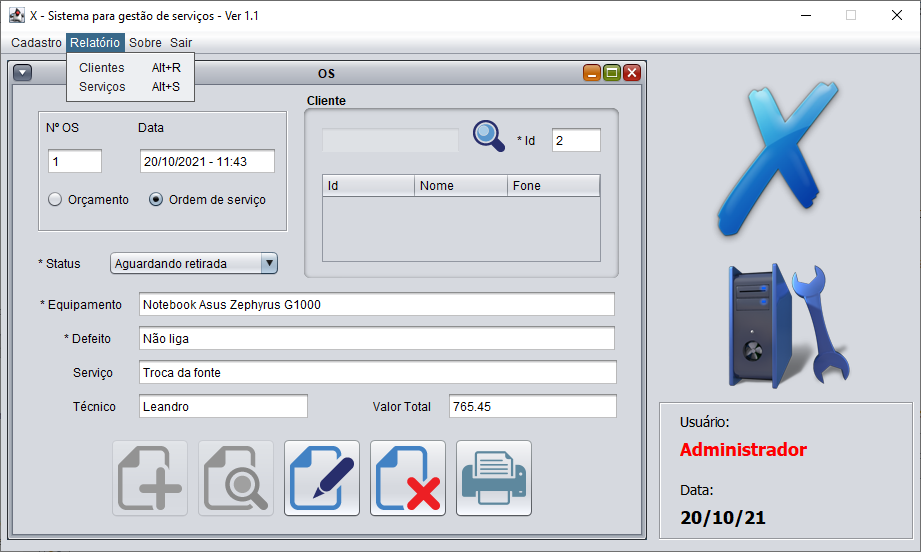 X - Sistema para gestão de serviços - Ver 1.1
Cadastro Relatório Sobre Sair
Clientes Alt+R
Serviços Alt+S
OS
Nº OS Data
1 20/10/2021 - 11:43
Orçamento Ordem de serviço
Cliente
* Id 2
Id Nome Fone
* Status Aguardando retirada
* Equipamento Notebook Asus Zephyrus G1000
* Defeito Não liga
Serviço Troca da fonte
Técnico Leandro Valor Total 765.45
X
Usuário:
Administrador
Data:
20/10/21